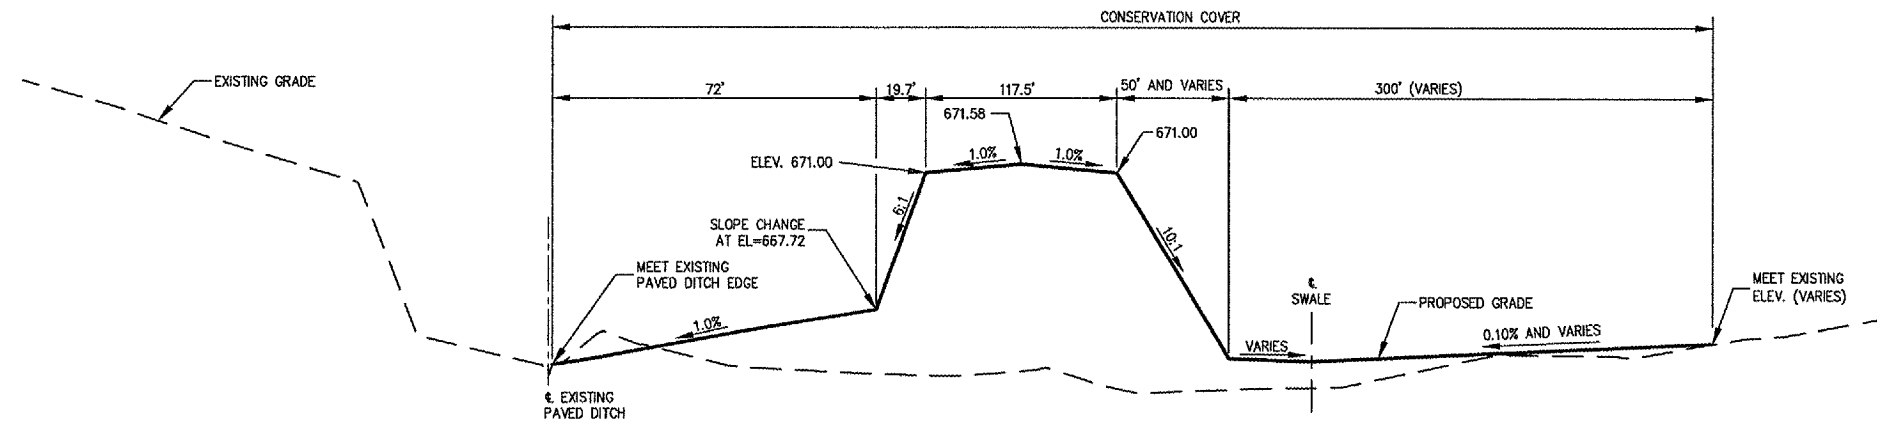 CONSERVATION COVER
EXISTING GRADE
72'
19.7'
117.5'
50' AND VARIES
300' (VARIES)
671.58
671.00
ELEV. 671.00
1.0%
1.0%
6:1
SLOPE CHANGE
AT EL=667.72
10:1
MEET EXISTING
PAVED DITCH EDGE
1.0%
℄
SWALE
PROPOSED GRADE
MEET EXISTING
ELEV. (VARIES)
VARIES
0.10% AND VARIES
℄ EXISTING
PAVED DITCH